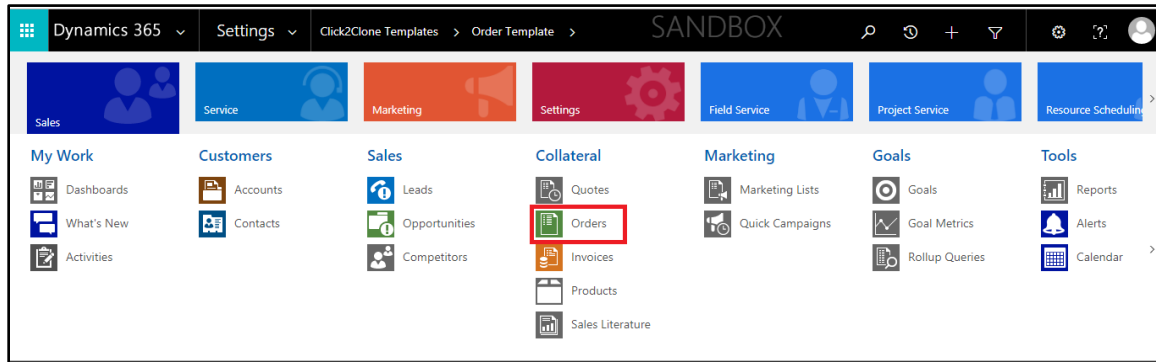 Dynamics 365 Settings Click2Clone Templates > Order Template > SANDBOX
Sales Service Marketing Settings Field Service Project Service Resource Scheduling
My Work Customers Sales Collateral Marketing Goals Tools
Dashboards Accounts Leads Quotes Marketing Lists Goals Reports
What's New Contacts Opportunities Orders Quick Campaigns Goal Metrics Alerts
Activities Competitors Invoices Rollup Queries Calendar
Products
Sales Literature